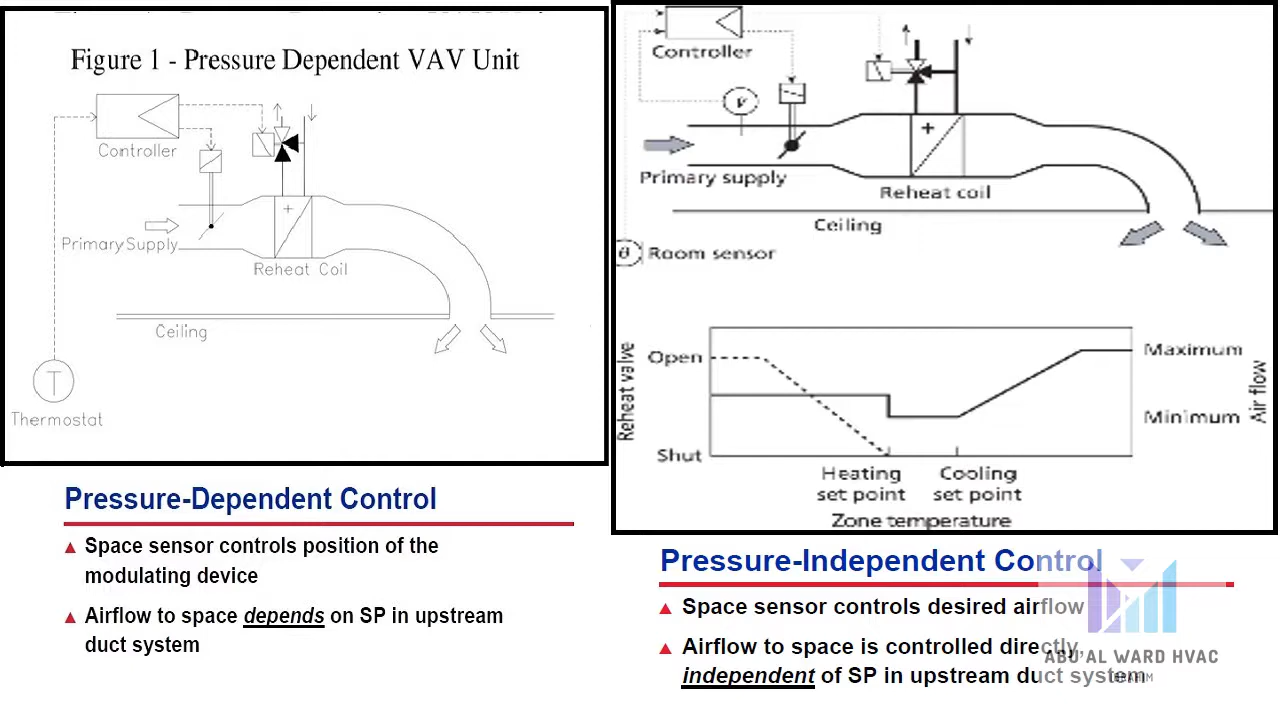 Figure 1 - Pressure Dependent VAV Unit
Controller
Primary Supply
Reheat Coil
Ceiling
T
Thermostat
Pressure-Dependent Control
▲ Space sensor controls position of the
modulating device
▲ Airflow to space depends on SP in upstream
duct system
Controller
V
Primary supply
Reheat coil
Ceiling
θ Room sensor
Reheat valve
Open
Shut
Maximum
Minimum
Air flow
Heating
set point
Cooling
set point
Zone temperature
Pressure-Independent Control
▲ Space sensor controls desired airflow
▲ Airflow to space is controlled directly
independent of SP in upstream duct system
ABU'AL WARD HVAC